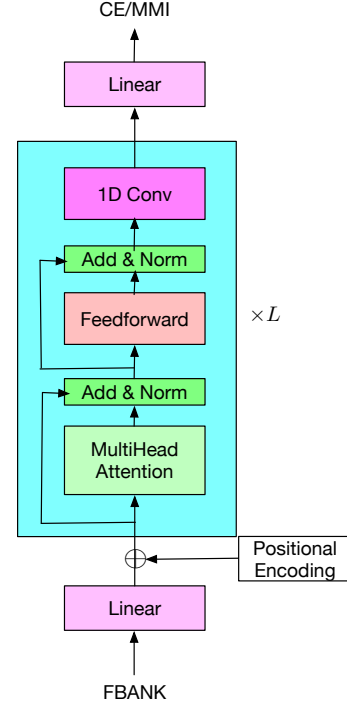 CE/MMI
Linear
1D Conv
Add & Norm
Feedforward
×L
Add & Norm
MultiHead
Attention
Positional
Encoding
Linear
FBANK